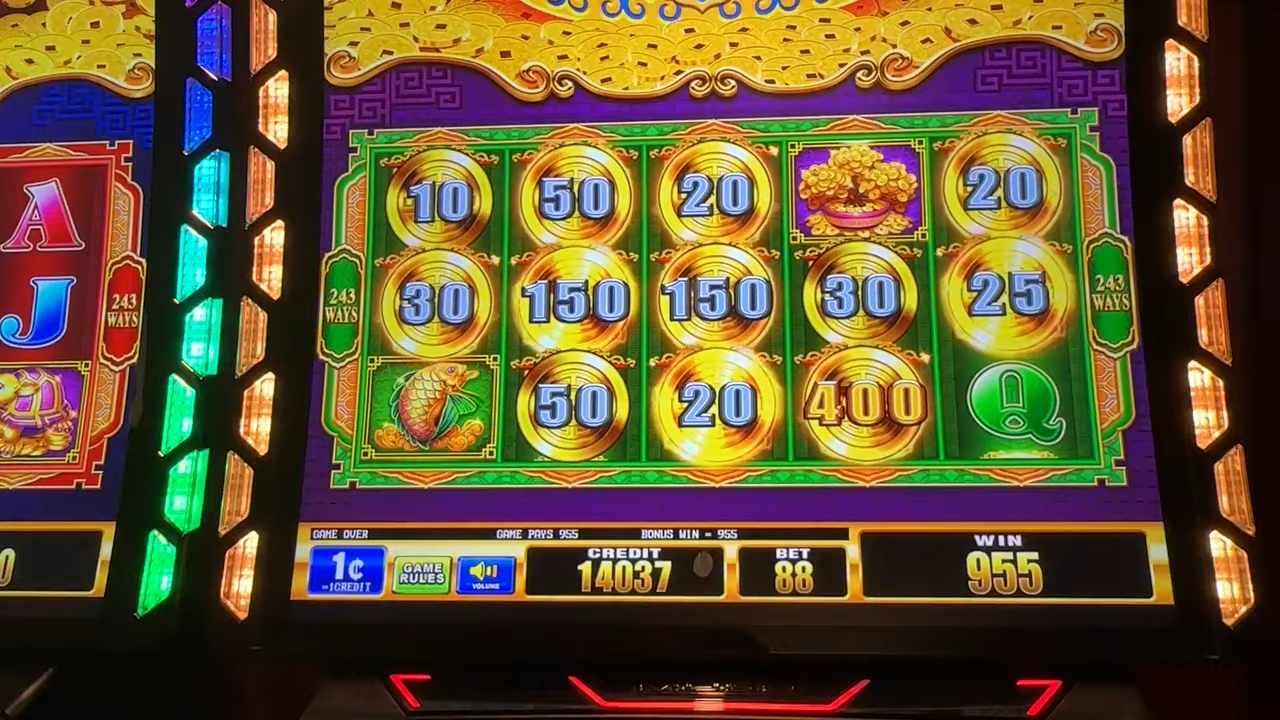 10 50 20 20
A
30 150 150 30 25
243 WAYS
243 WAYS
243 WAYS
J
50 20 400 Q
GAME OVER GAME PAYS 955 BONUS WIN = 955
1¢
=1CREDIT
GAME RULES
VOLUME
CREDIT
14037
BET
88
WIN
955
0